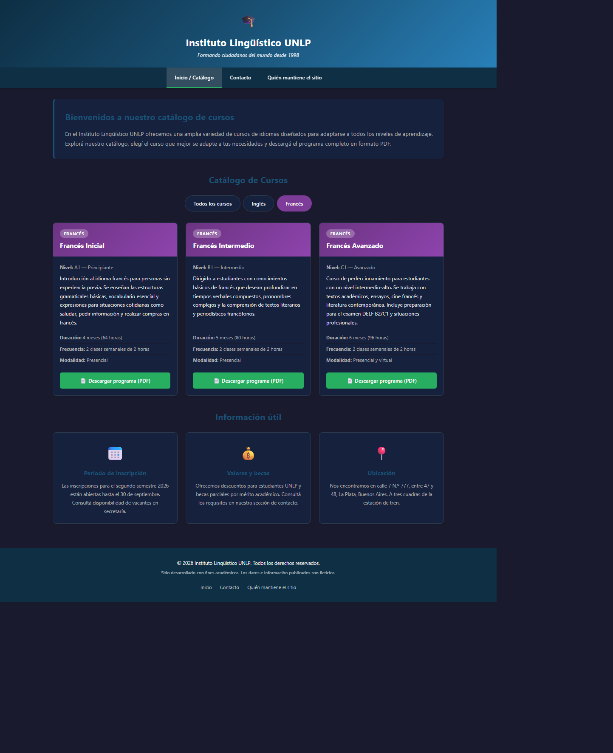 Instituto Lingüístico UNLP
Formando ciudadanos del mundo desde 1998
Inicio / Catálogo Contacto Quién mantiene el sitio
Bienvenidos a nuestro catálogo de cursos
En el Instituto Lingüístico UNLP ofrecemos una amplia variedad de cursos de idiomas diseñados para adaptarse a todos los niveles de aprendizaje.
Explorá nuestro catálogo, elegí el curso que mejor se adapte a tus necesidades y descargá el programa completo en formato PDF.
Catálogo de Cursos
Todos los cursos Inglés Francés
FRANCÉS
Francés Inicial
Nivel: A1 — Principiante
Introducción al idioma francés para personas sin
experiencia previa. Se enseñan las estructuras
gramaticales básicas, vocabulario esencial y
expresiones para situaciones cotidianas como
saludar, pedir información y realizar compras en
francés.
Duración: 4 meses (64 horas)
Frecuencia: 2 clases semanales de 2 horas
Modalidad: Presencial
Descargar programa (PDF)
FRANCÉS
Francés Intermedio
Nivel: B1 — Intermedio
Dirigido a estudiantes con conocimientos
básicos de francés que desean profundizar en
tiempos verbales compuestos, pronombres
complejos y la comprensión de textos literarios
y periodísticos francófonos.
Duración: 5 meses (80 horas)
Frecuencia: 2 clases semanales de 2 horas
Modalidad: Presencial
Descargar programa (PDF)
FRANCÉS
Francés Avanzado
Nivel: C1 — Avanzado
Curso de perfeccionamiento para estudiantes
con un nivel intermedio-alto. Se trabaja con
textos académicos, ensayos, cine francés y
literatura contemporánea. Incluye preparación
para el examen DELF B2/C1 y situaciones
profesionales.
Duración: 6 meses (96 horas)
Frecuencia: 2 clases semanales de 2 horas
Modalidad: Presencial y virtual
Descargar programa (PDF)
Información útil
Período de inscripción
Las inscripciones para el segundo semestre 2026
están abiertas hasta el 30 de septiembre.
Consultá disponibilidad de vacantes en
secretaría.
Valores y becas
Ofrecemos descuentos para estudiantes UNLP y
becas parciales por mérito académico. Consultá
los requisitos en nuestra sección de contacto.
Ubicación
Nos encontramos en calle 7 N.º 777, entre 47 y
48, La Plata, Buenos Aires. A tres cuadras de la
estación de tren.
© 2026 Instituto Lingüístico UNLP. Todos los derechos reservados.
Sitio desarrollado con fines académicos. Los datos e información publicados son ficticios.
Inicio Contacto Quién mantiene el sitio